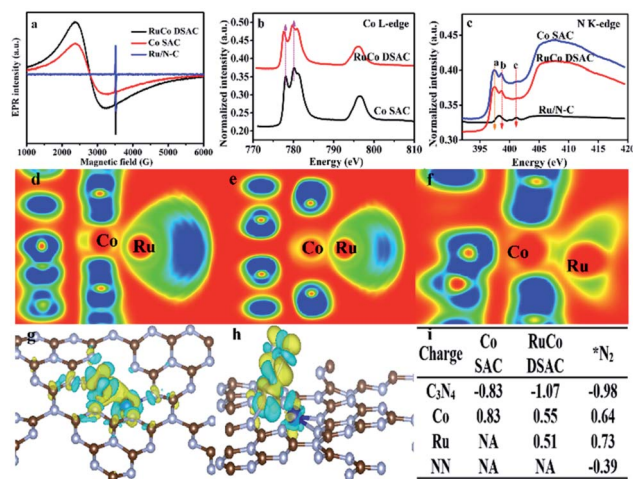 a
RuCo DSAC
Co SAC
Ru/N-C
EPR intensity (a.u.)
1000 2000 3000 4000 5000 6000
Magnetic field (G)
b
Co L-edge
RuCo DSAC
Co SAC
Normalized intensity (a.u.)
0.50
0.45
0.40
0.35
0.30
0.25
0.20
770 780 790 800 810
Energy (eV)
c
N K-edge
Co SAC
RuCo DSAC
Ru/N-C
a b c
Normalized intensity (a.u.)
0.45
0.40
0.35
0.30
395 400 405 410 415 420
Energy (eV)
d
Co Ru
e
Co Ru
f
Co
Ru
g
h
i
Charge Co SAC RuCo DSAC *N2
C3N4 -0.83 -1.07 -0.98
Co 0.83 0.55 0.64
Ru NA 0.51 0.73
NN NA NA -0.39